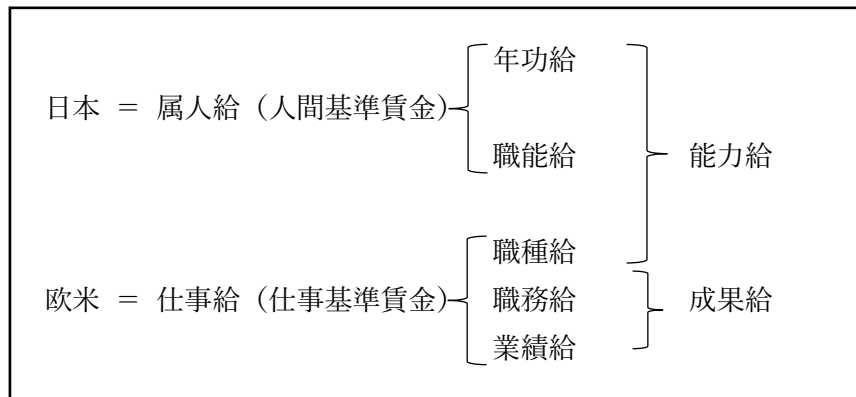 年功給
日本 = 属人給（人間基準賃金）
職能給
能力給
職種給
欧米 = 仕事給（仕事基準賃金）
職務給
成果給
業績給